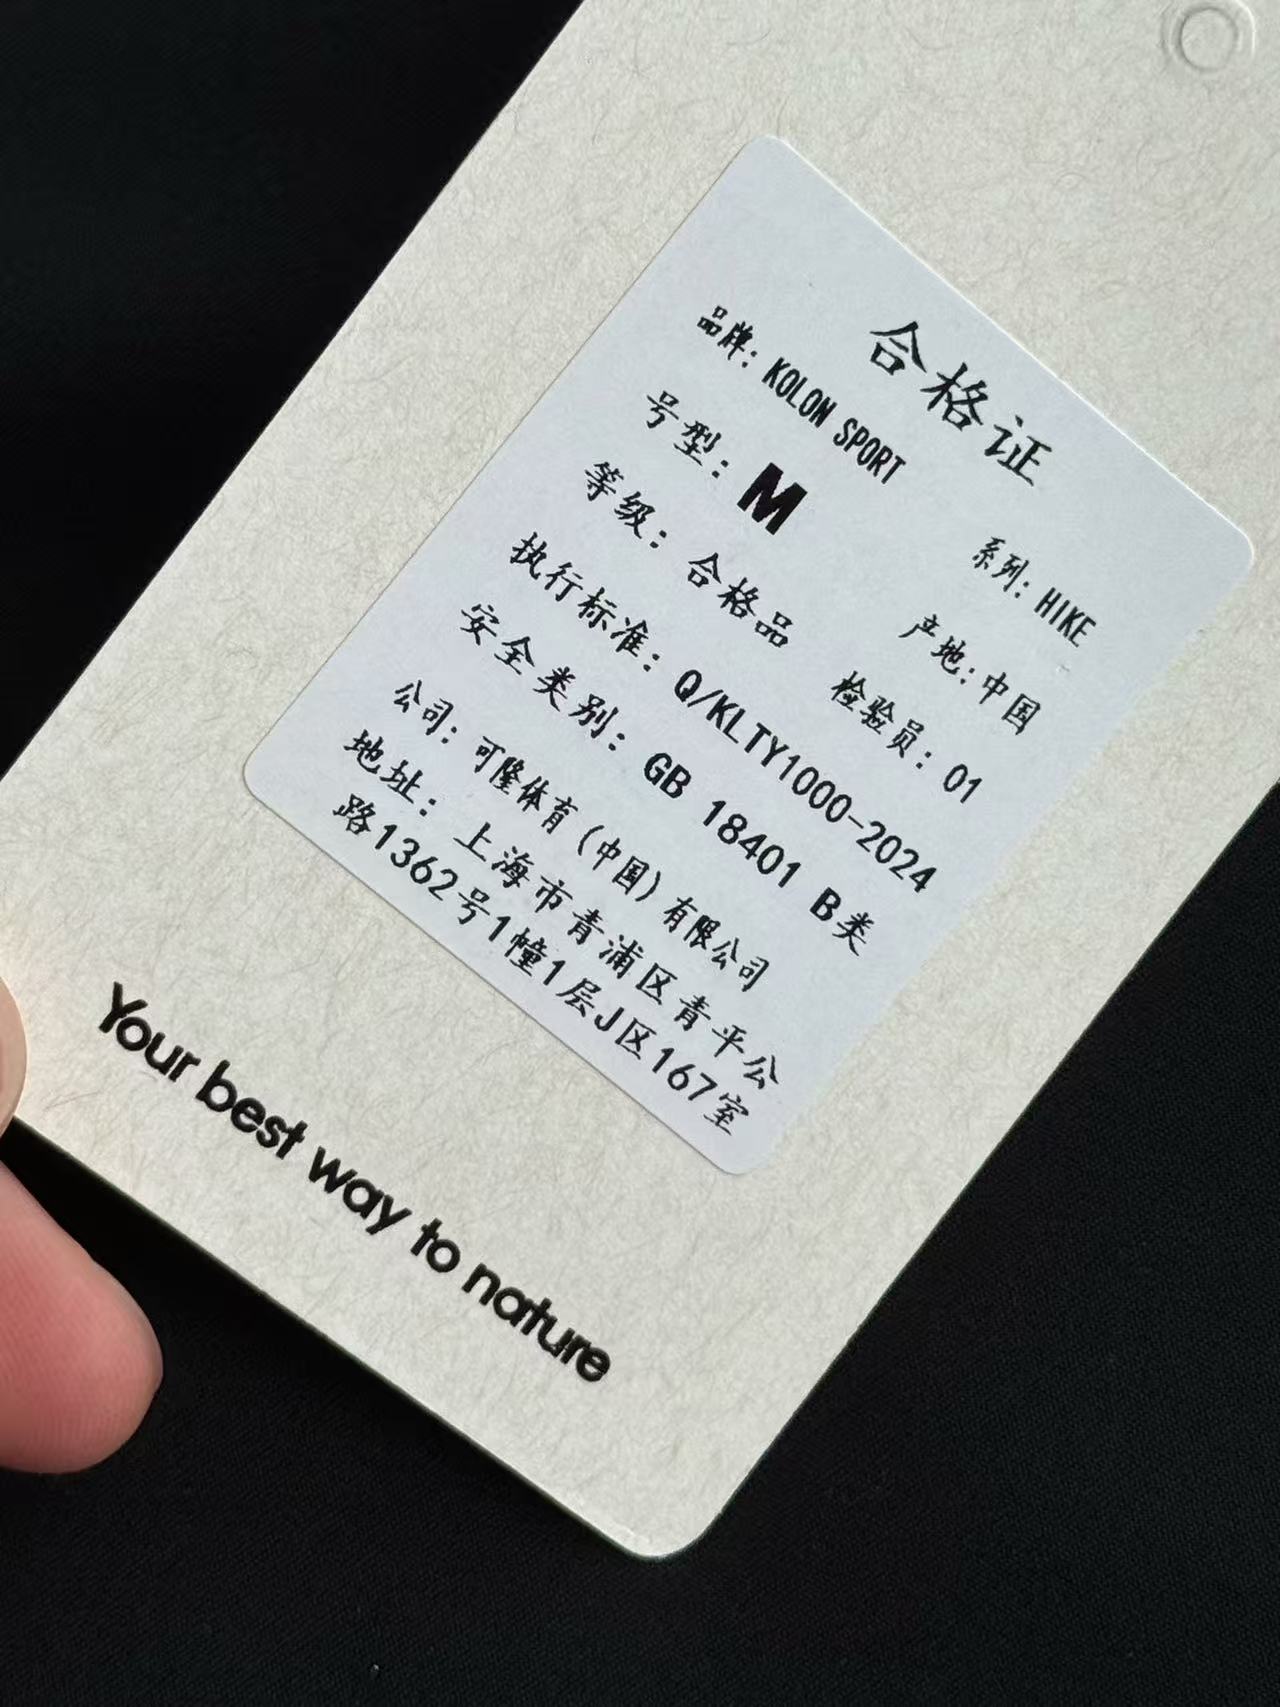 合格证
品牌: KOLON SPORT 系列: HIKE
号型: M 产地:中国
等级: 合格品 检验员: 01
执行标准: Q/KLTY1000-2024
安全类别: GB 18401 B类
公司: 可隆体育(中国)有限公司
地址: 上海市青浦区青平公
路1362号1幢1层J区167室
Your best way to nature